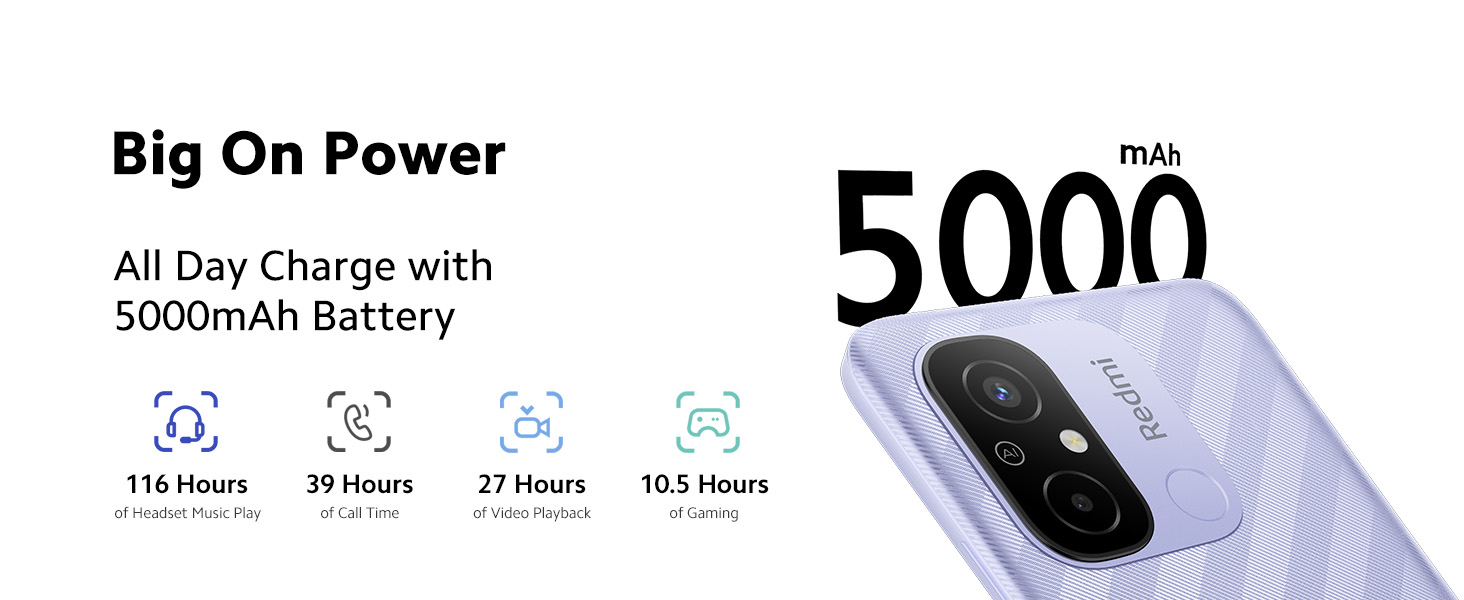 Big On Power
All Day Charge with
5000mAh Battery
116 Hours
of Headset Music Play
39 Hours
of Call Time
27 Hours
of Video Playback
10.5 Hours
of Gaming
mAh
5000
AI
Redmi